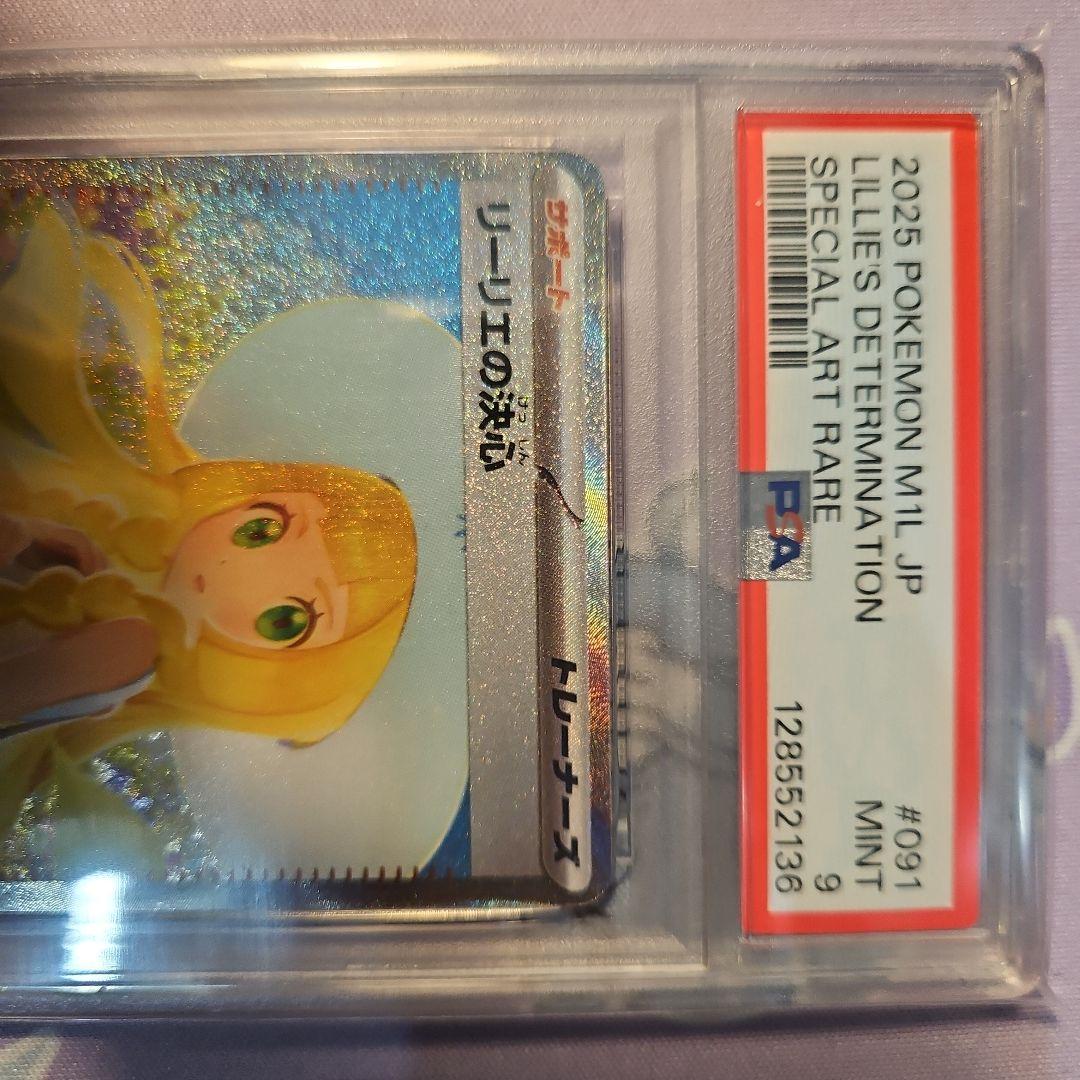 2025 POKEMON M1L JP #091
LILLIE'S DETERMINATION MINT
SPECIAL ART RARE 9
128552136
PSA
サポート トレーナーズ
リーリエの決心
けっ しん